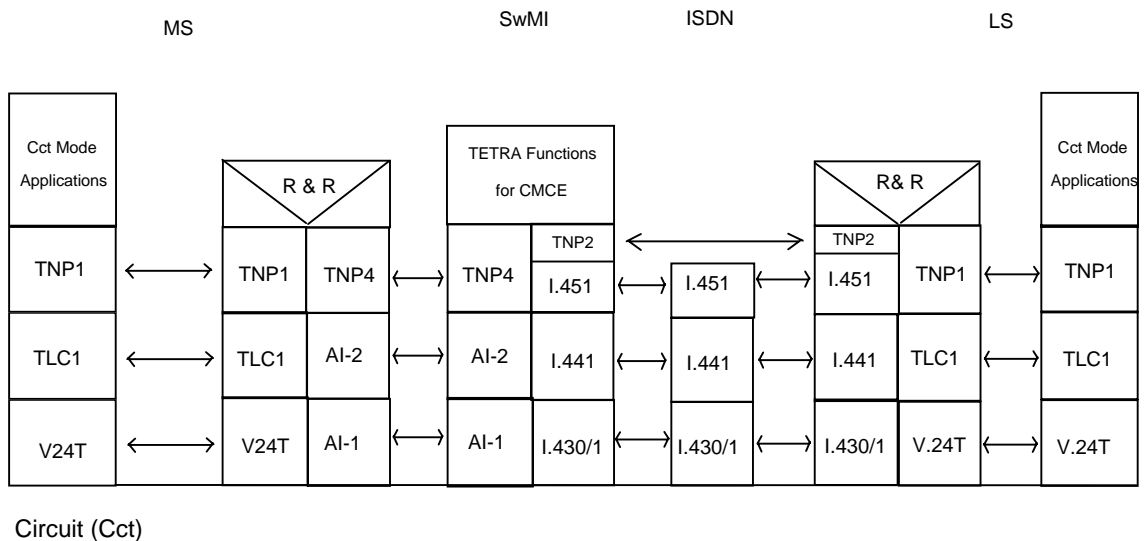 MS SwMI ISDN LS
Cct Mode
Applications
R & R
TETRA Functions
for CMCE
R& R
Cct Mode
Applications
TNP1 TNP1 TNP4 TNP4 TNP2 I.451 I.451 TNP2 I.451 TNP1 TNP1
TLC1 TLC1 AI-2 AI-2 I.441 I.441 I.441 TLC1 TLC1
V24T V24T AI-1 AI-1 I.430/1 I.430/1 I.430/1 V.24T V.24T
Circuit (Cct)